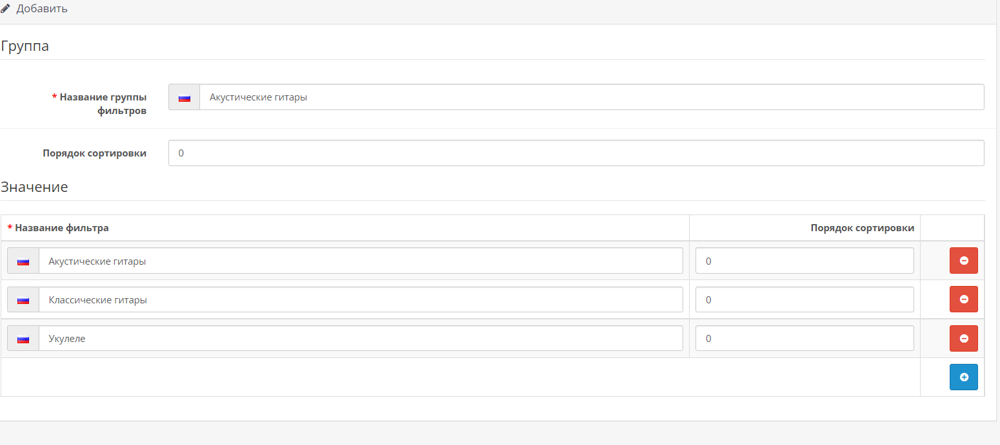 Добавить
Группа
* Название группы
фильтров
Акустические гитары
Порядок сортировки
0
Значение
* Название фильтра
Порядок сортировки
Акустические гитары
0
Классические гитары
0
Укулеле
0